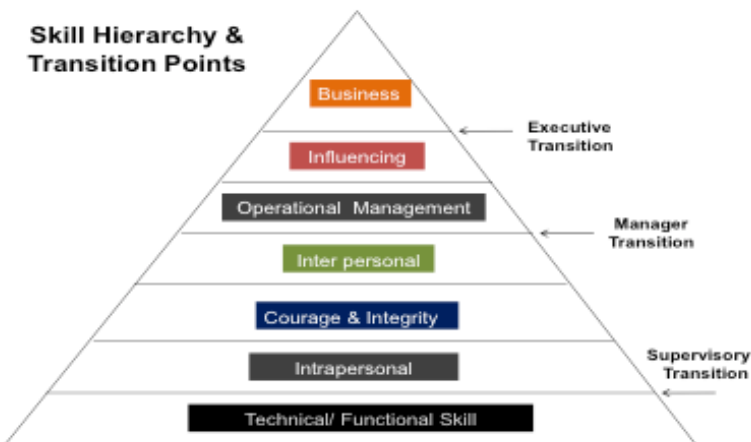 Skill Hierarchy &
Transition Points
Business
Executive
Transition
Influencing
Operational Management
Manager
Transition
Inter personal
Courage & Integrity
Supervisory
Transition
Intrapersonal
Technical/ Functional Skill